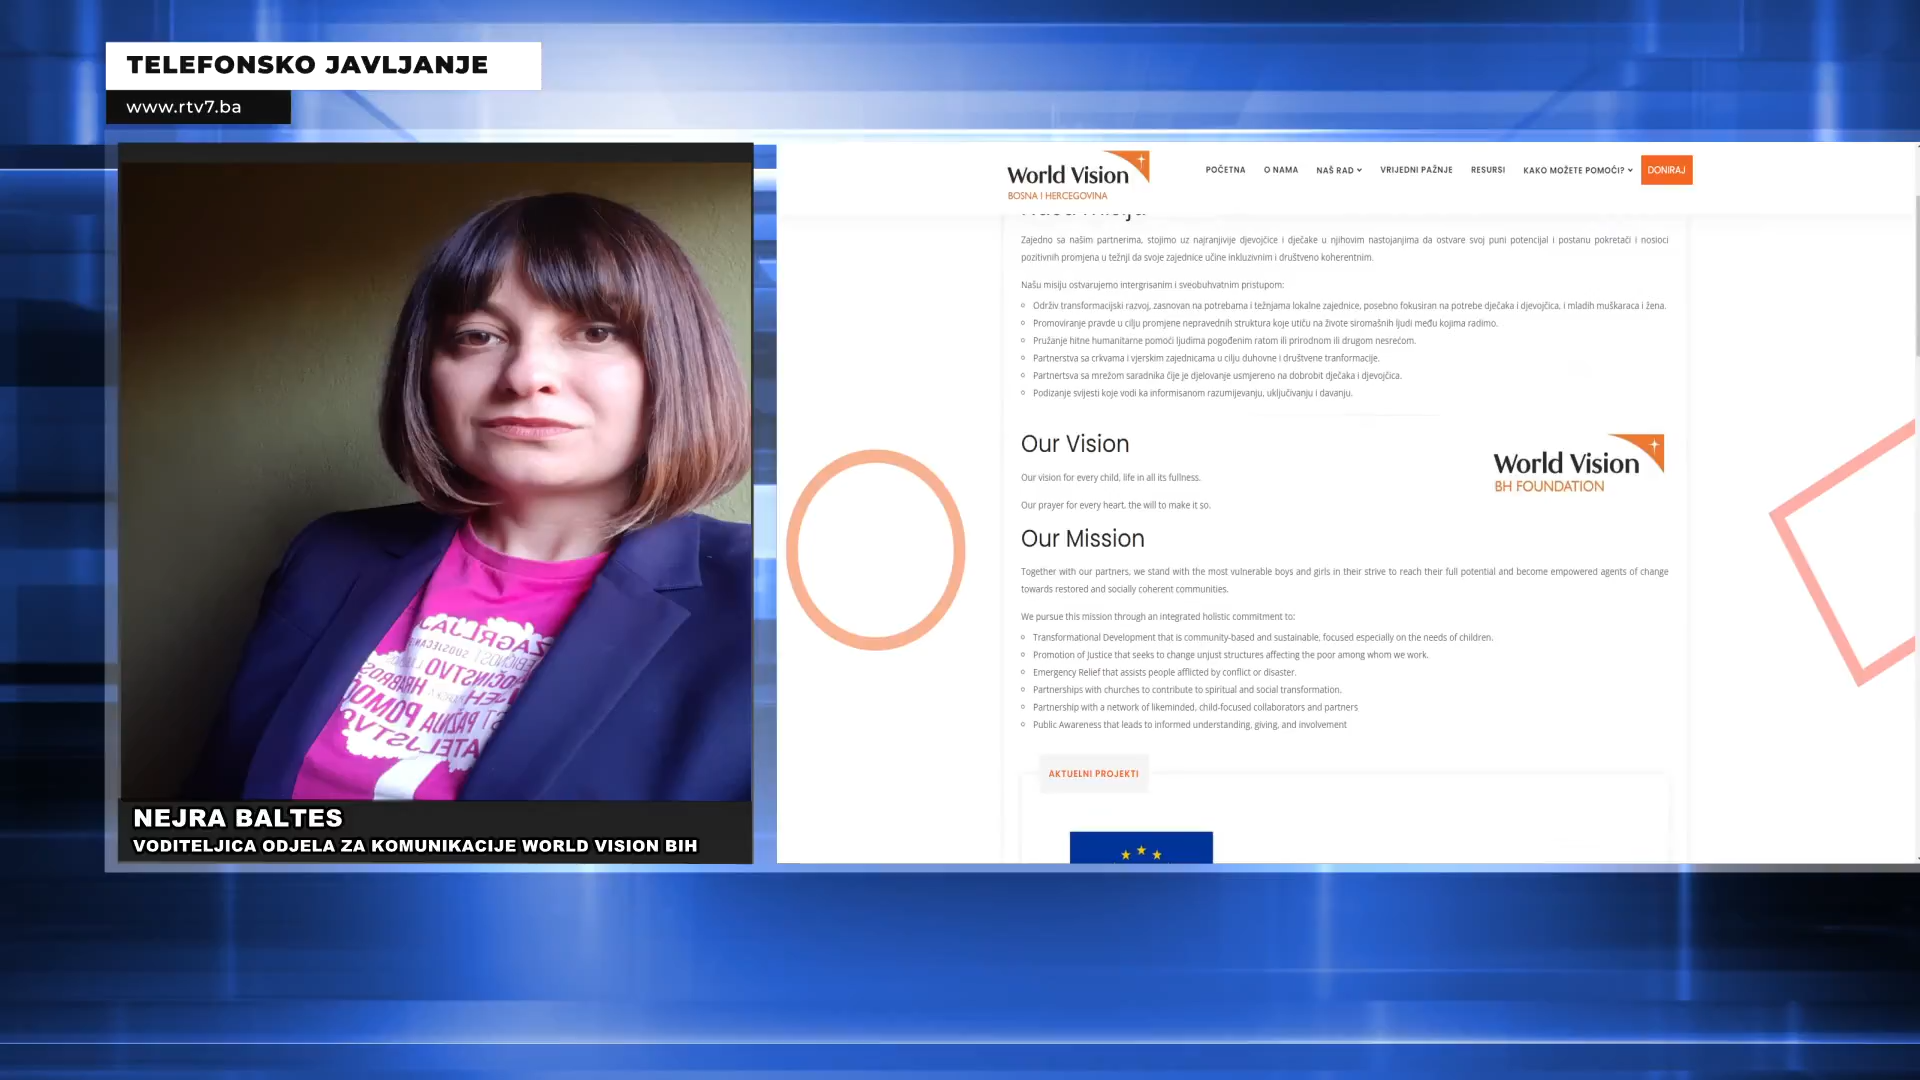 TELEFONSKO JAVLJANJE
www.rtv7.ba
World Vision
BOSNA I HERCEGOVINA
POČETNA O NAMA NAŠ RAD VRIJEDNI PAŽNJE RESURSI KAKO MOŽETE POMOĆI? DONIRAJ
Zajedno sa našim partnerima, stojimo uz najranjivije djevojčice i dječake u njihovim nastojanjima da ostvare svoj puni potencijal i postanu pokretači i nosioci
pozitivnih promjena u težnji da svoje zajednice učine inkluzivnim i društveno koherentnim.
Našu misiju ostvarujemo intergrisanim i sveobuhvatnim pristupom:
Održiv transformacijski razvoj, zasnovan na potrebama i težnjama lokalne zajednice, posebno fokusiran na potrebe dječaka i djevojčica, i mladih muškaraca i žena.
Promoviranje pravde u cilju promjene nepravednih struktura koje utiču na živote siromašnih ljudi među kojima radimo.
Pružanje hitne humanitarne pomoći ljudima pogođenim ratom ili prirodnom ili drugom nesrećom.
Partnerstva sa crkvama i vjerskim zajednicama u cilju duhovne i društvene tranformacije.
Partnertsva sa mrežom saradnika čije je djelovanje usmjereno na dobrobit dječaka i djevojčica.
Podizanje svijesti koje vodi ka informisanom razumijevanju, uključivanju i davanju.
Our Vision
World Vision
BH FOUNDATION
Our vision for every child, life in all its fullness.
Our prayer for every heart, the will to make it so.
Our Mission
Together with our partners, we stand with the most vulnerable boys and girls in their strive to reach their full potential and become empowered agents of change
towards restored and socially coherent communities.
We pursue this mission through an integrated holistic commitment to:
Transformational Development that is community-based and sustainable, focused especially on the needs of children.
Promotion of Justice that seeks to change unjust structures affecting the poor among whom we work.
Emergency Relief that assists people afflicted by conflict or disaster.
Partnerships with churches to contribute to spiritual and social transformation.
Partnership with a network of likeminded, child-focused collaborators and partners
Public Awareness that leads to informed understanding, giving, and involvement
AKTUELNI PROJEKTI
NEJRA BALTES
VODITELJICA ODJELA ZA KOMUNIKACIJE WORLD VISION BIH